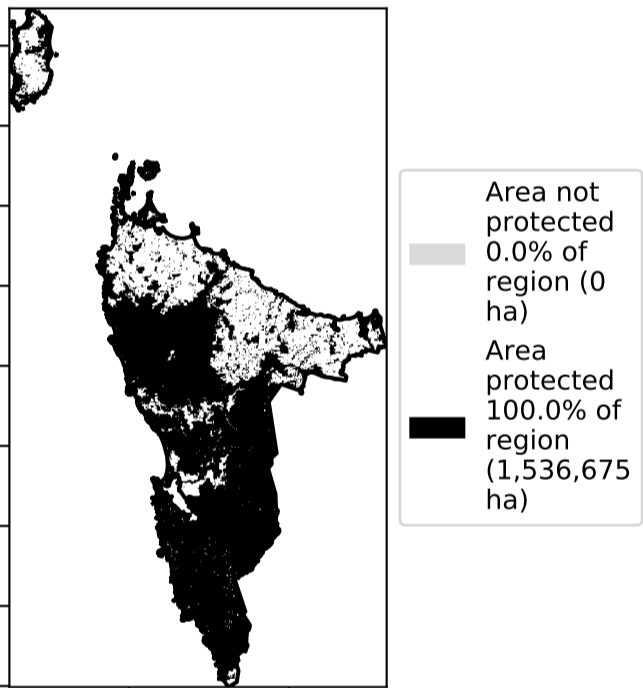 Area not
protected
0.0% of
region (0
ha)
Area
protected
100.0% of
region
(1,536,675
ha)